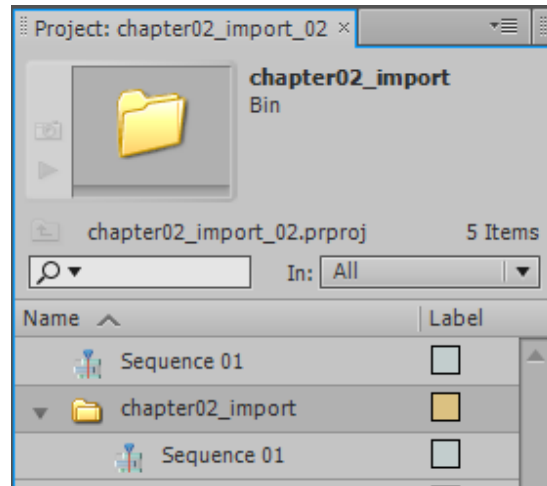 Project: chapter02_import_02 ×
chapter02_import
Bin
chapter02_import_02.prproj 5 Items
In: All
Name Label
Sequence 01
chapter02_import
Sequence 01